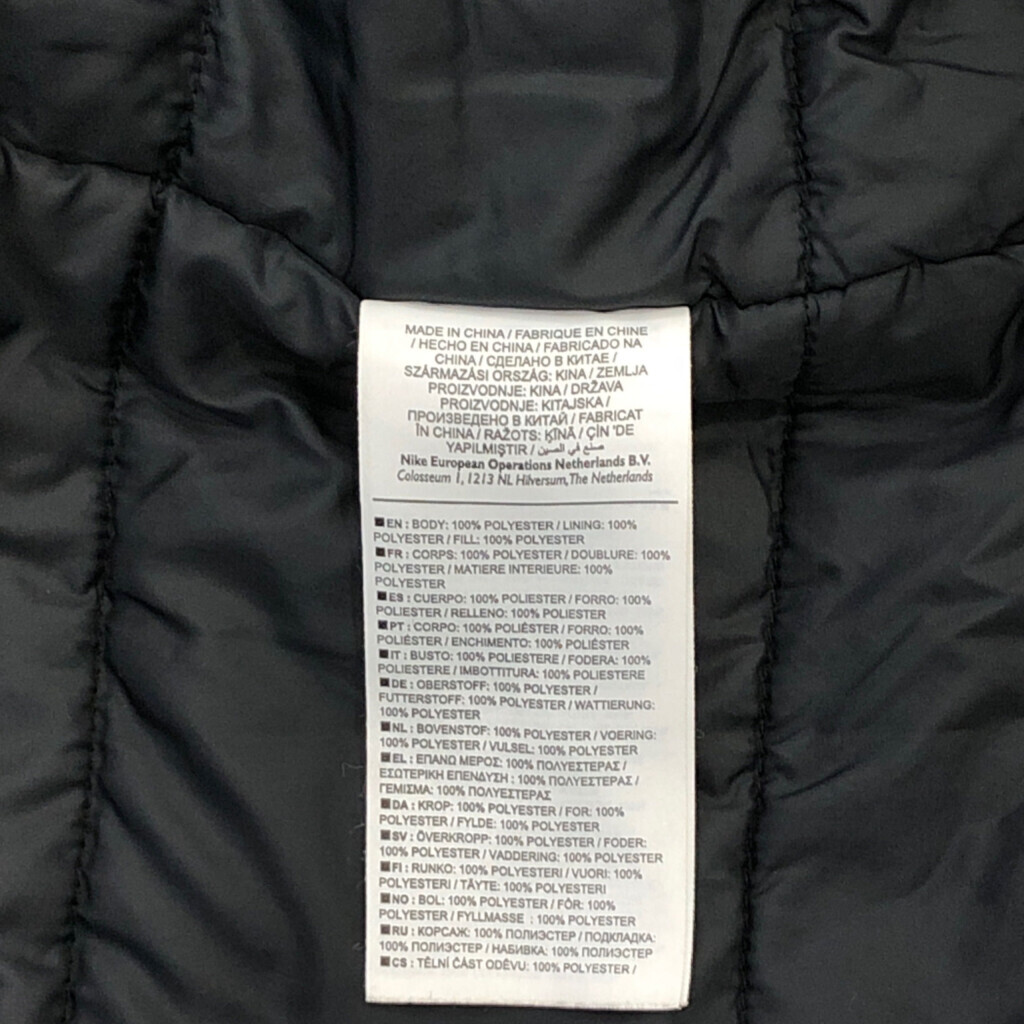 MADE IN CHINA / FABRIQUE EN CHINE
/ HECHO EN CHINA / FABRICADO NA
CHINA / СДЕЛАНО В КИТАЕ /
SZÁRMAZÁSI ORSZÁG: KINA / ZEMLJA
PROIZVODNJE: KINA / DRŽAVA
PROIZVODNJE: KITAJSKA /
ПРОИЗВЕДЕНО В КИТАЙ / FABRICAT
ÎN CHINA / RAŽOTS: ĶĪNĀ / ÇİN 'DE
YAPILMIŞTIR / صنع في الصين
Nike European Operations Netherlands B.V.
Colosseum 1, 1213 NL Hilversum, The Netherlands
EN : BODY: 100% POLYESTER / LINING: 100%
POLYESTER / FILL: 100% POLYESTER
FR : CORPS: 100% POLYESTER / DOUBLURE: 100%
POLYESTER / MATIERE INTERIEURE: 100%
POLYESTER
ES : CUERPO: 100% POLIESTER / FORRO: 100%
POLIESTER / RELLENO: 100% POLIESTER
PT : CORPO: 100% POLIÉSTER / FORRO: 100%
POLIÉSTER / ENCHIMENTO: 100% POLIÉSTER
IT : BUSTO: 100% POLIESTERE / FODERA: 100%
POLIESTERE / IMBOTTITURA: 100% POLIESTERE
DE : OBERSTOFF: 100% POLYESTER /
FUTTERSTOFF: 100% POLYESTER / WATTIERUNG:
100% POLYESTER
NL : BOVENSTOF: 100% POLYESTER / VOERING:
100% POLYESTER / VULSEL: 100% POLYESTER
EL : ΕΠΑΝΩ ΜΕΡΟΣ: 100% ΠΟΛΥΕΣΤΕΡΑΣ /
ΕΣΩΤΕΡΙΚΗ ΕΠΕΝΔΥΣΗ : 100% ΠΟΛΥΕΣΤΕΡΑΣ /
ΓΕΜΙΣΜΑ: 100% ΠΟΛΥΕΣΤΕΡΑΣ
DA : KROP: 100% POLYESTER / FOR: 100%
POLYESTER / FYLDE: 100% POLYESTER
SV : ÖVERKROPP: 100% POLYESTER / FODER:
100% POLYESTER / VADDERING: 100% POLYESTER
FI : RUNKO: 100% POLYESTERI / VUORI: 100%
POLYESTERI / TÄYTE: 100% POLYESTERI
NO : BOL: 100% POLYESTER / FÔR: 100%
POLYESTER / FYLLMASSE : 100% POLYESTER
RU : КОРСАЖ: 100% ПОЛИЭСТЕР / ПОДКЛАДКА:
100% ПОЛИЭСТЕР / НАБИВКА: 100% ПОЛИЭСТЕР
CS : TĚLNÍ ČÁST ODĚVU: 100% POLYESTER /